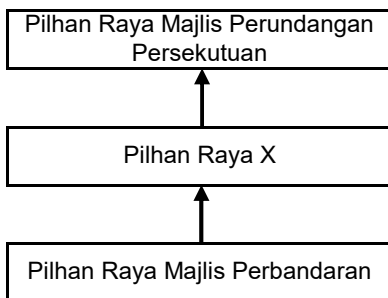 Pilhan Raya Majlis Perundangan
Persekutuan
Pilhan Raya X
Pilhan Raya Majlis Perbandaran